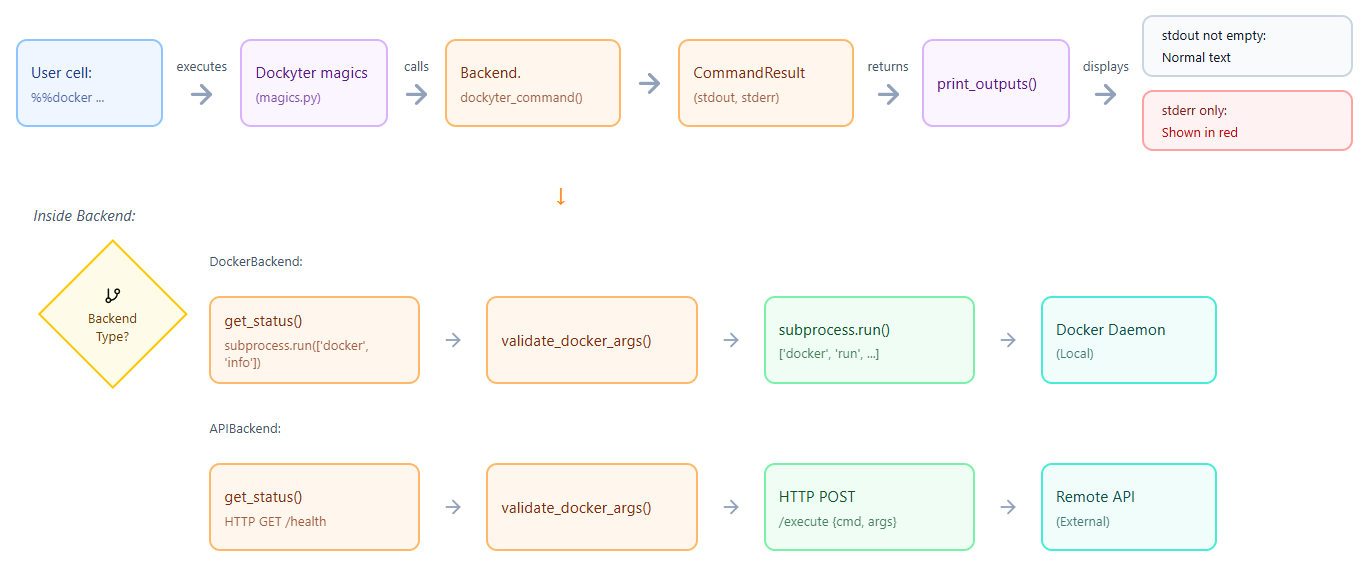 User cell:
%%docker ...
executes
Dockyter magics
(magics.py)
calls
Backend.
dockyter_command()
CommandResult
(stdout, stderr)
returns
print_outputs()
displays
stdout not empty:
Normal text
stderr only:
Shown in red
Inside Backend:
Backend
Type?
DockerBackend:
get_status()
subprocess.run(['docker',
'info'])
validate_docker_args()
subprocess.run()
['docker', 'run', ...]
Docker Daemon
(Local)
APIBackend:
get_status()
HTTP GET /health
validate_docker_args()
HTTP POST
/execute {cmd, args}
Remote API
(External)